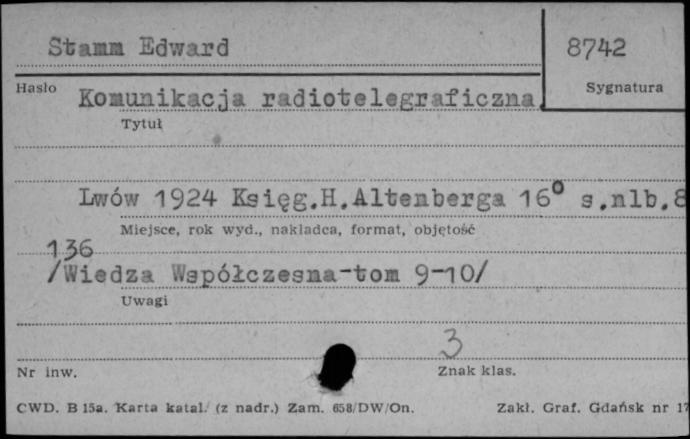 Stamm Edward
8742
Hasło
Sygnatura
Komunikacja radiotelegraficzna.
Tytuł
Lwów 1924 Księg.H.Altenberga 16° s.nlb.8
Miejsce, rok wyd., nakładca, format, objętość
136
/Wiedza Współczesna-tom 9-10/
Uwagi
3
Nr inw.
Znak klas.
CWD. B 15a. Karta katal. (z nadr.) Zam. 658/DW/On. Zakł. Graf. Gdańsk nr 17